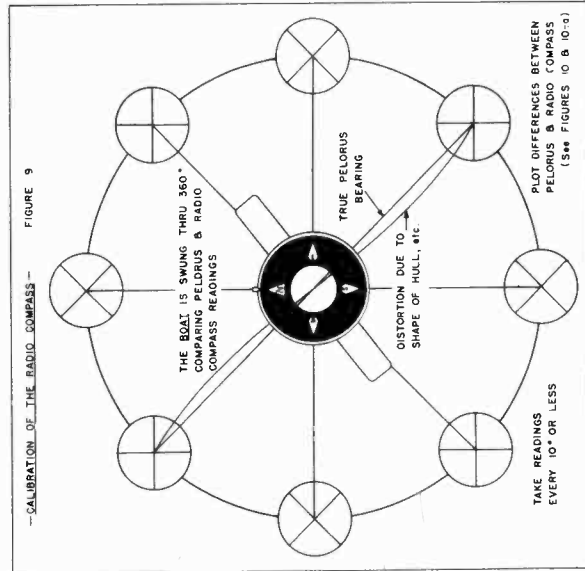 —CALIBRATION OF THE RADIO COMPASS—
FIGURE 9
THE BOAT IS SWUNG THRU 360°
COMPARING PELORUS & RADIO
COMPASS READINGS
TRUE PELORUS
BEARING
DISTORTION DUE TO
SHAPE OF HULL, etc.
TAKE READINGS
EVERY 10° OR LESS
PLOT DIFFERENCES BETWEEN
PELORUS & RADIO COMPASS
(See FIGURES 10 & 10-a)